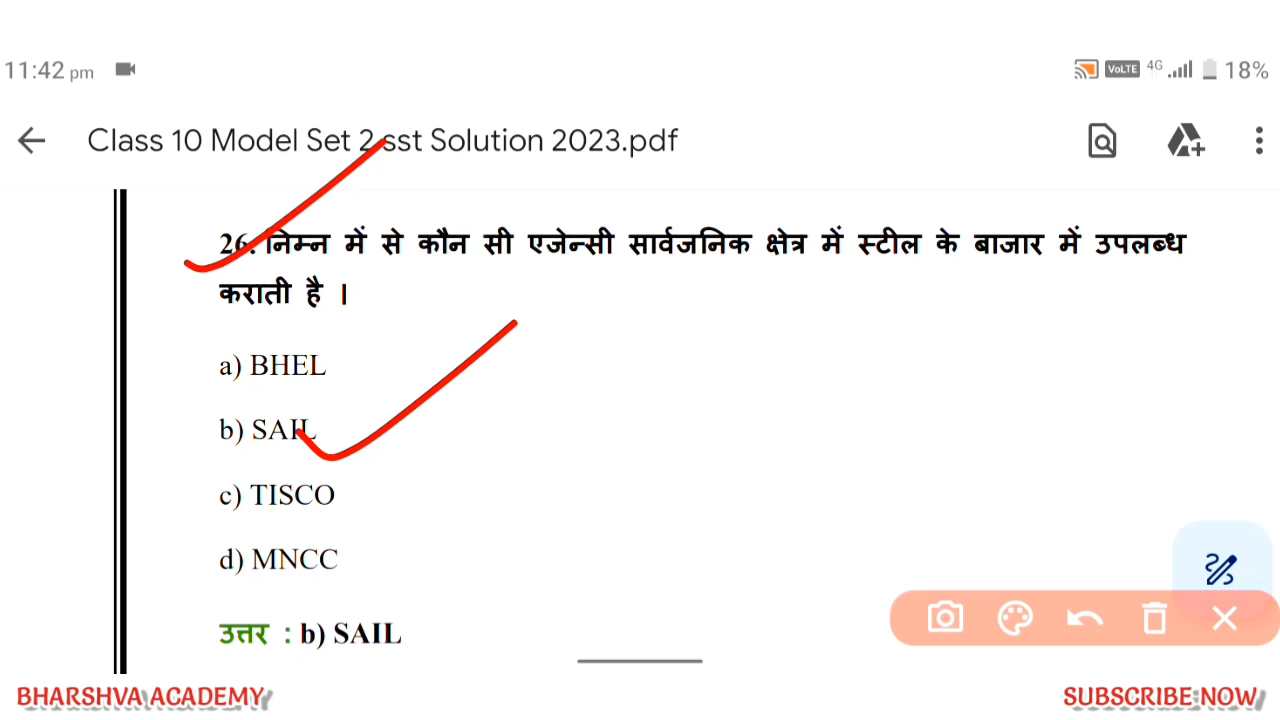 11:42 pm
VoLTE 4G 18%
Class 10 Model Set 2 sst Solution 2023.pdf
26. निम्न में से कौन सी एजेन्सी सार्वजनिक क्षेत्र में स्टील के बाजार में उपलब्ध
कराती है ।
a) BHEL
b) SAIL
c) TISCO
d) MNCC
उत्तर : b) SAIL
BHARSHVA ACADEMY
SUBSCRIBE NOW